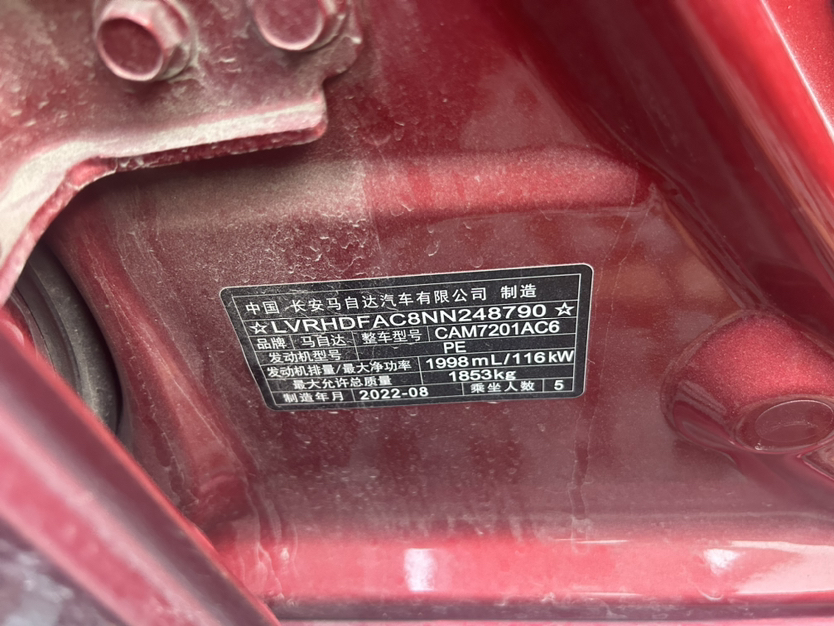 中国 长安马自达汽车有限公司 制造
☆LVRHDFAC8NN248790☆
品牌 马自达 整车型号 CAM7201AC6
发动机型号 PE
发动机排量/最大净功率 1998mL/116kW
最大允许总质量 1853kg
制造年月 2022-08 乘坐人数 5